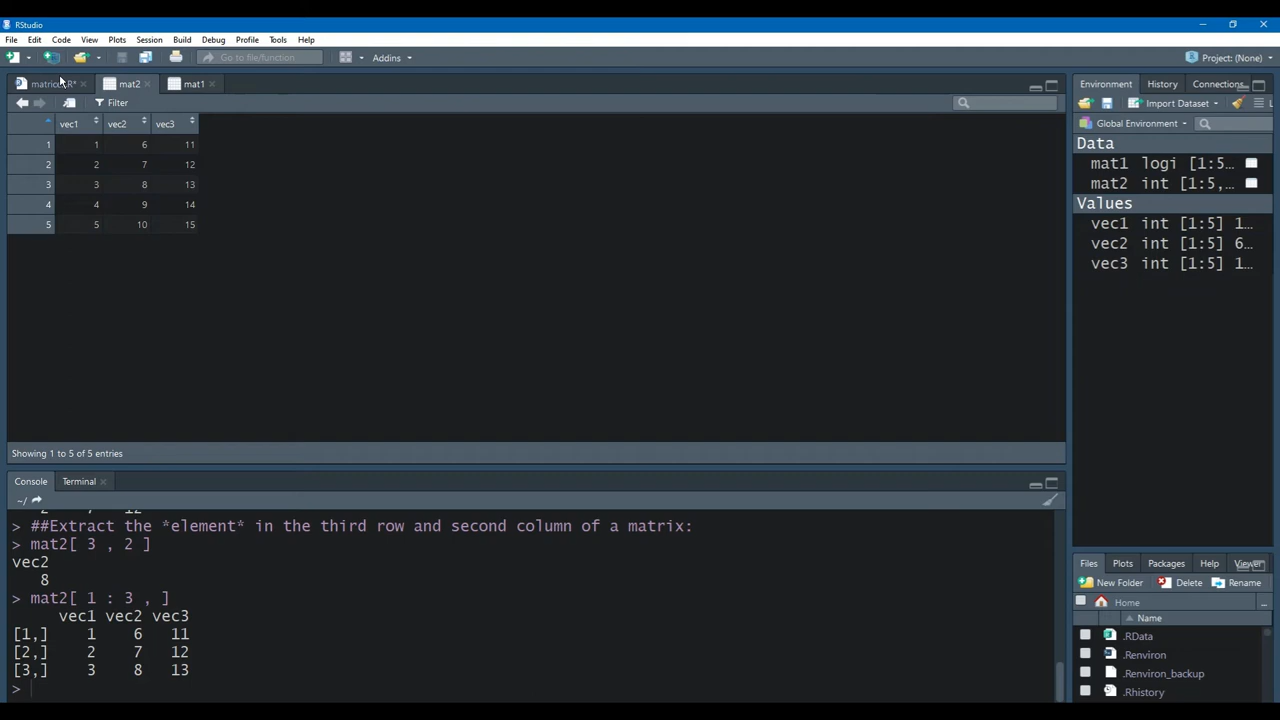 RStudio
File Edit Code View Plots Session Build Debug Profile Tools Help
Go to file/function Addins Project: (None)
mat2 mat1
Filter
vec1 vec2 vec3
1 1 6 11
2 2 7 12
3 3 8 13
4 4 9 14
5 5 10 15
Showing 1 to 5 of 5 entries
Console Terminal
~/
> ##Extract the *element* in the third row and second column of a matrix:
> mat2[ 3 , 2 ]
vec2
8
> mat2[ 1 : 3 , ]
vec1 vec2 vec3
[1,] 1 6 11
[2,] 2 7 12
[3,] 3 8 13
>
Environment History Connections
Import Dataset
Global Environment
Data
mat1 logi [1:5…
mat2 int [1:5,…
Values
vec1 int [1:5] 1…
vec2 int [1:5] 6…
vec3 int [1:5] 1…
Files Plots Packages Help Viewer
New Folder Delete Rename
Home ...
Name
.RData
.Renviron
.Renviron_backup
.Rhistory